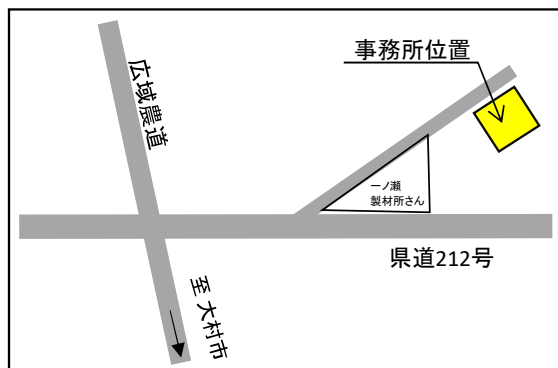 事務所位置
広域農道
一ノ瀬
製材所さん
県道212号
至 大村市